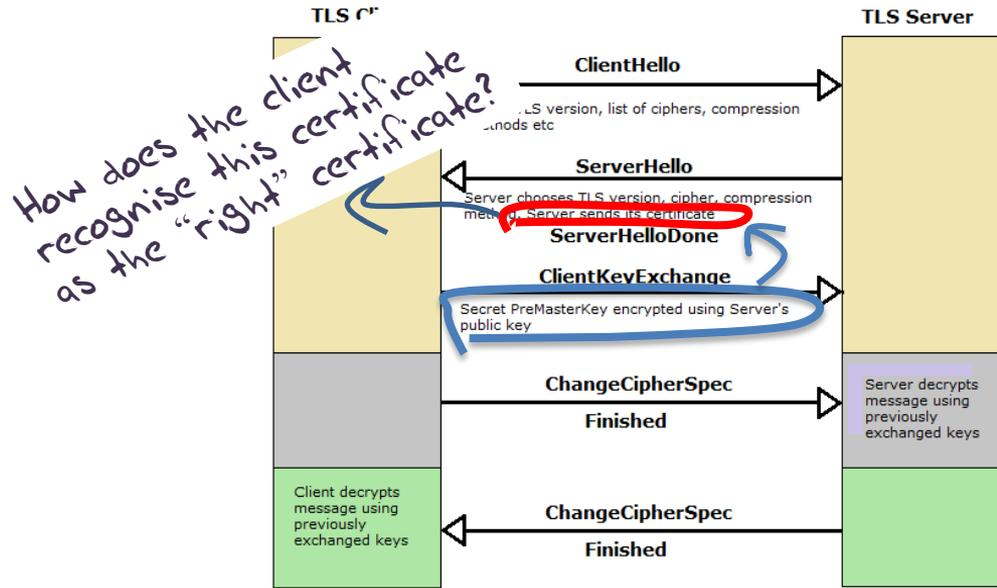 TLS
TLS Server
How does the client
recognise this certificate
as the "right" certificate?
ClientHello
TLS version, list of ciphers, compression
etc
ServerHello
Server chooses TLS version, cipher, compression
method. Server sends its certificate
ServerHelloDone
ClientKeyExchange
Secret PreMasterKey encrypted using Server's
public key
ChangeCipherSpec
Finished
Server decrypts
message using
previously
exchanged keys
Client decrypts
message using
previously
exchanged keys
ChangeCipherSpec
Finished